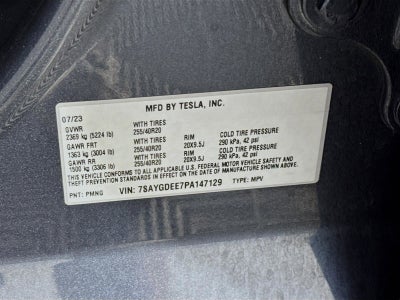 MFD BY TESLA, INC.
07/23
GVWR WITH TIRES
2369 kg (5224 lb) 255/40R20
GAWR FRT WITH TIRES RIM COLD TIRE PRESSURE
1363 kg (3004 lb) 255/40R20 20X9.5J 290 kPa, 42 psi
GAWR RR WITH TIRES RIM COLD TIRE PRESSURE
1500 kg (3306 lb) 255/40R20 20X9.5J 290 kPa, 42 psi
THIS VEHICLE CONFORMS TO ALL APPLICABLE U.S. FEDERAL MOTOR VEHICLE SAFETY AND
THEFT PREVENTION STANDARDS IN EFFECT ON THE DATE OF MANUFACTURE SHOWN ABOVE.
VIN: 7SAYGDEE7PA147129
PNT: PMNG TYPE: MPV